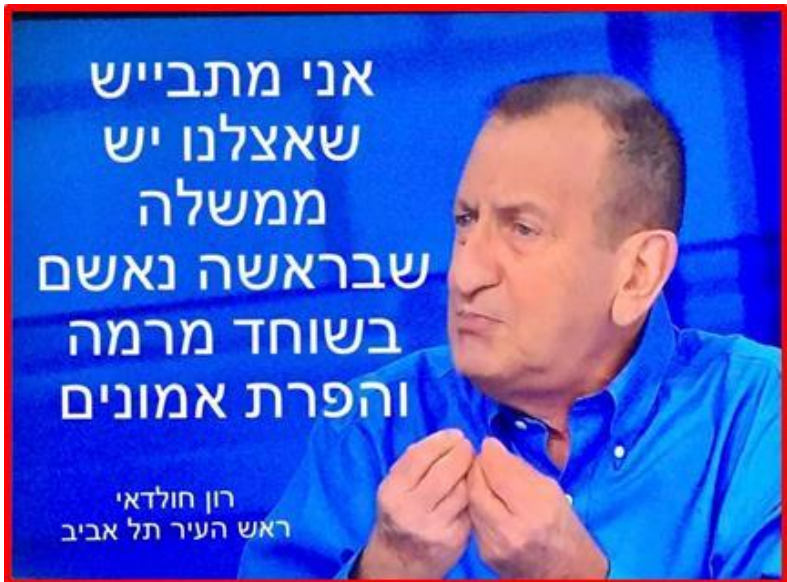 אני מתבייש
שאצלנו יש
ממשלה
שבראשה נאשם
בשוחד מרמה
והפרת אמונים
רון חולדאי
ראש העיר תל אביב